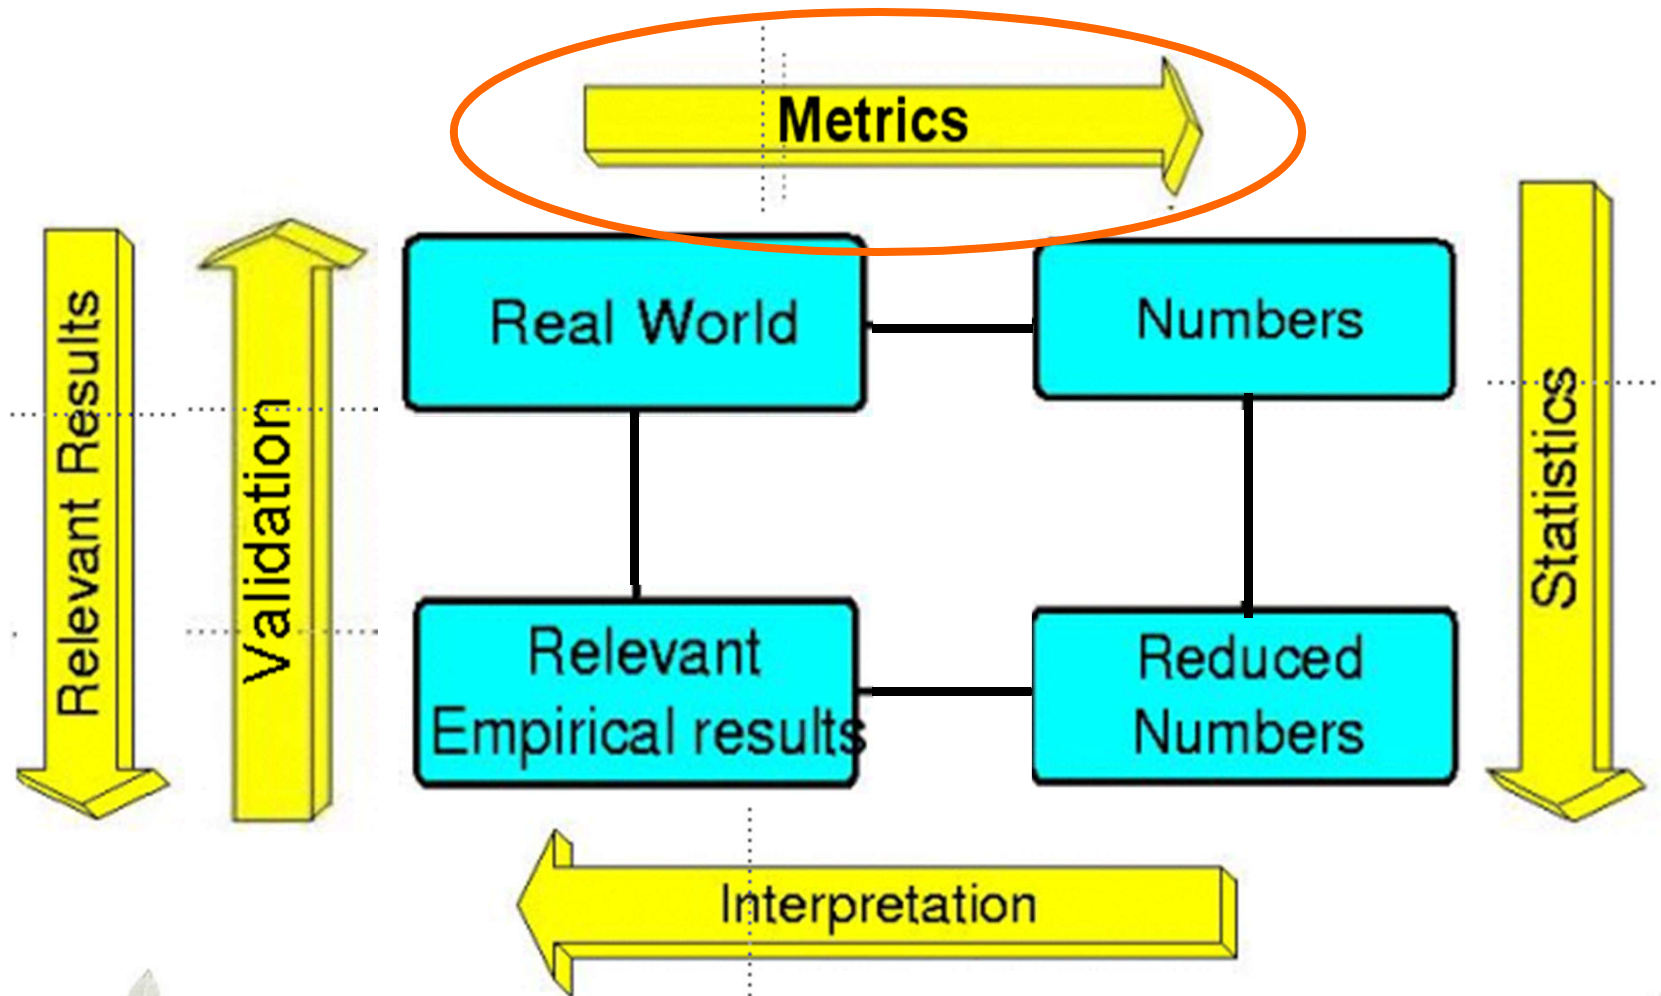 Metrics
Real World
Numbers
Relevant Results
Validation
Statistics
Relevant
Empirical results
Reduced
Numbers
Interpretation